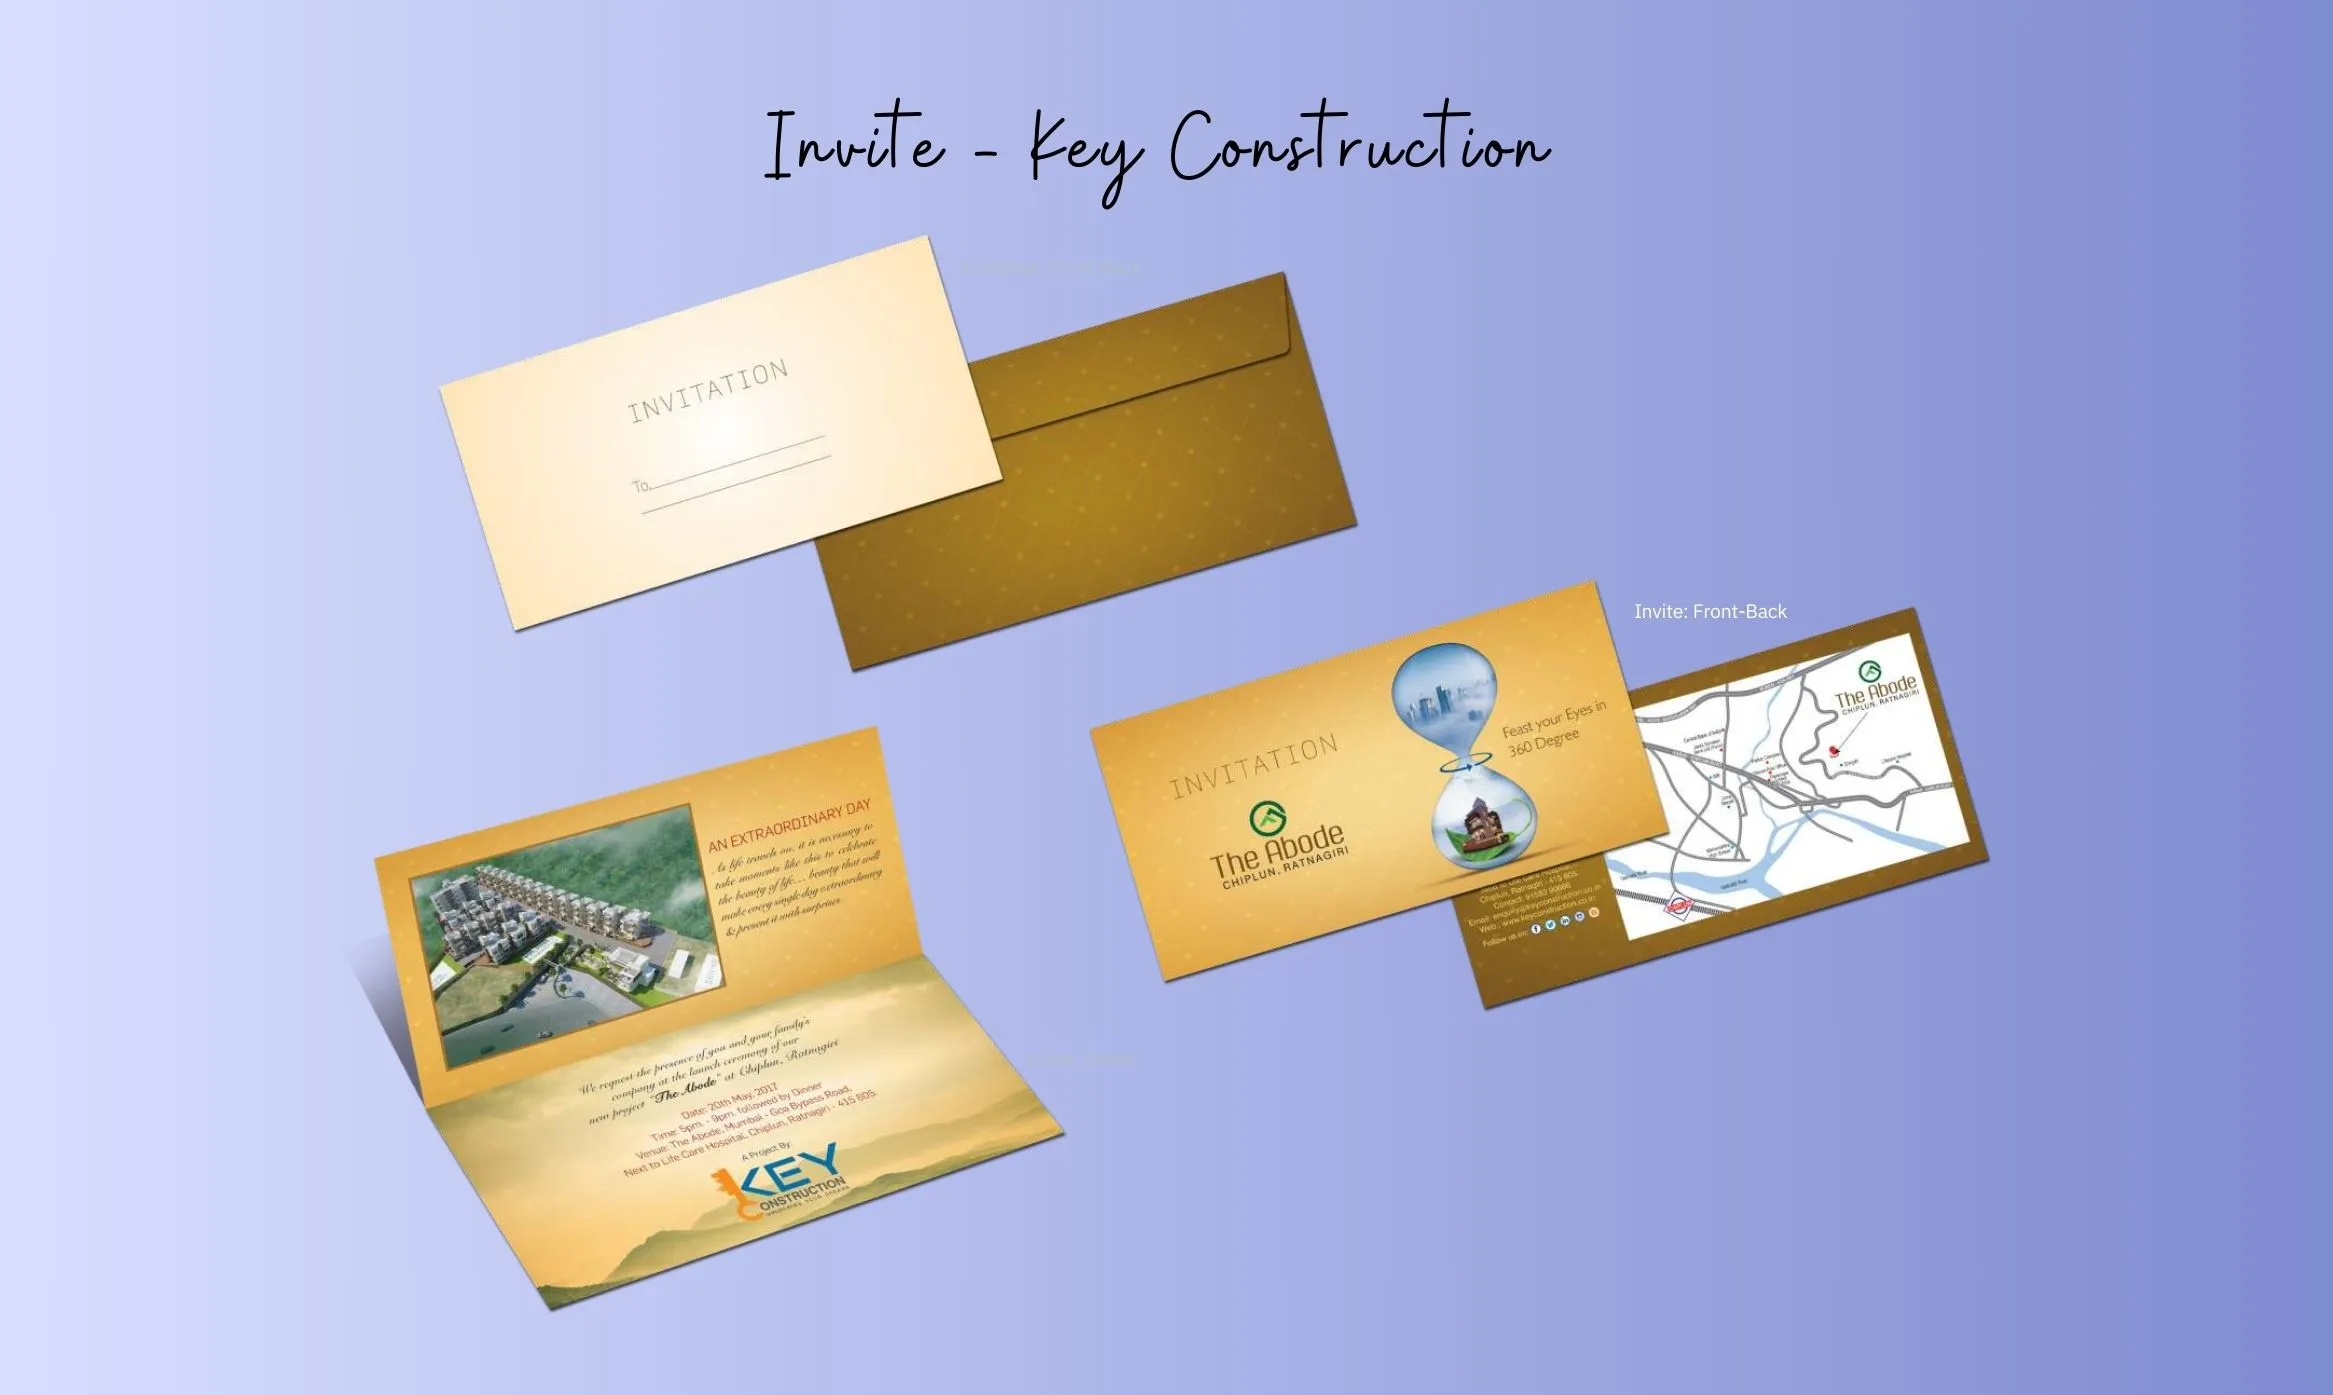 Invite - Key Construction
INVITATION
To,
Invite: Front-Back
INVITATION
The Abode
CHIPLUN, RATNAGIRI
Feast your Eyes in
360 Degree
The Abode
CHIPLUN, RATNAGIRI
Chiplun, Ratnagiri - 415 605.
Contact: 91582 90066
Email: enquiry@keyconstruction.co.in
Web.: www.keyconstruction.co.in
Follow us on:
AN EXTRAORDINARY DAY
As life travels on, it is necessary to
take moments like this to celebrate
the beauty of life... beauty that will
make every single day extraordinary
& present it with surprises
We request the presence of you and your family's
company at the launch ceremony of our
new project "The Abode" at Chiplun, Ratnagiri
Date: 20th May, 2017
Time: 5pm. - 9pm. followed by Dinner
Venue: The Abode, Mumbai - Goa Bypass Road,
Next to Life Care Hospital, Chiplun, Ratnagiri - 415 605.
A Project By:
KEY
CONSTRUCTION
UNLOCKING YOUR DREAMS